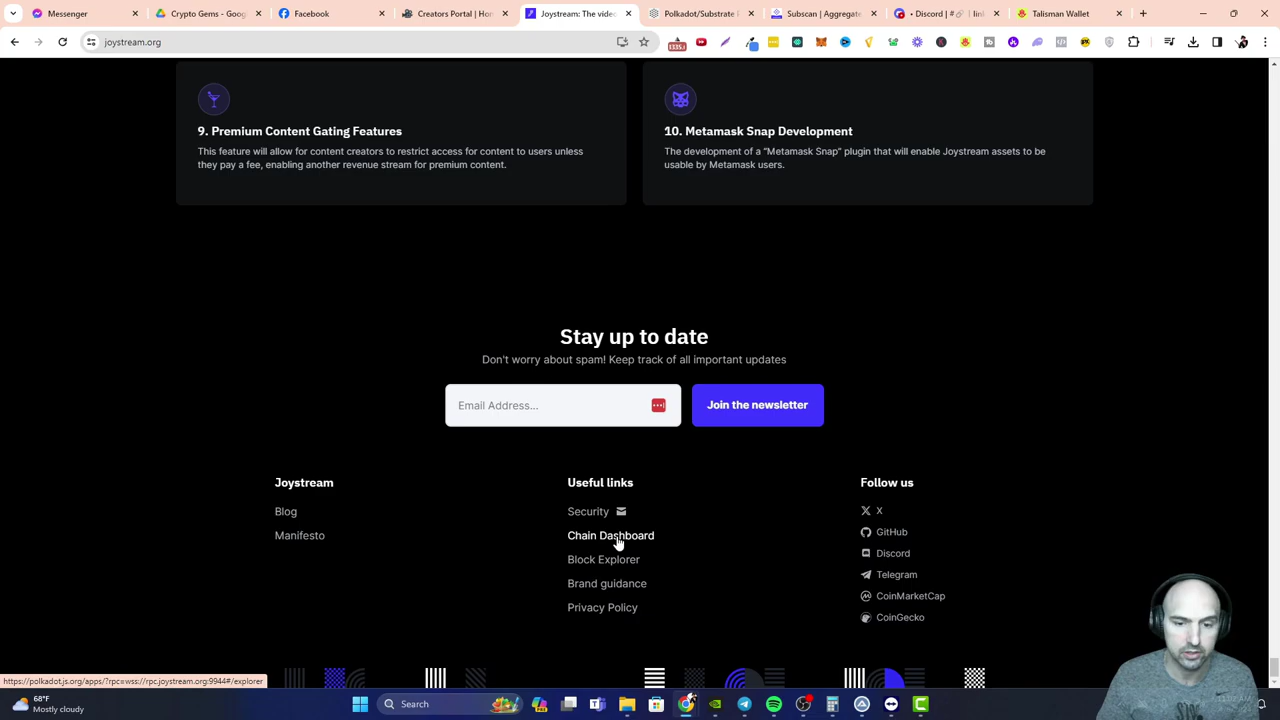 Messenger
Crypto Gems - Goog
Facebook
Creators Portal | Hom
Joystream: The video
Polkadot/Substrate P
Subscan | Aggregate
• Discord | #🔗 | link
Talisman Wallet
joystream.org
9. Premium Content Gating Features
This feature will allow for content creators to restrict access for content to users unless
they pay a fee, enabling another revenue stream for premium content.
10. Metamask Snap Development
The development of a "Metamask Snap" plugin that will enable Joystream assets to be
usable by Metamask users.
Stay up to date
Don't worry about spam! Keep track of all important updates
Email Address...
Join the newsletter
Joystream
Blog
Manifesto
Useful links
Security
Chain Dashboard
Block Explorer
Brand guidance
Privacy Policy
Follow us
X
GitHub
Discord
Telegram
CoinMarketCap
CoinGecko
https://polkadot.js.org/apps/?rpc=wss://rpc.joystream.org:9944#/explorer
68°F
Mostly cloudy
Search